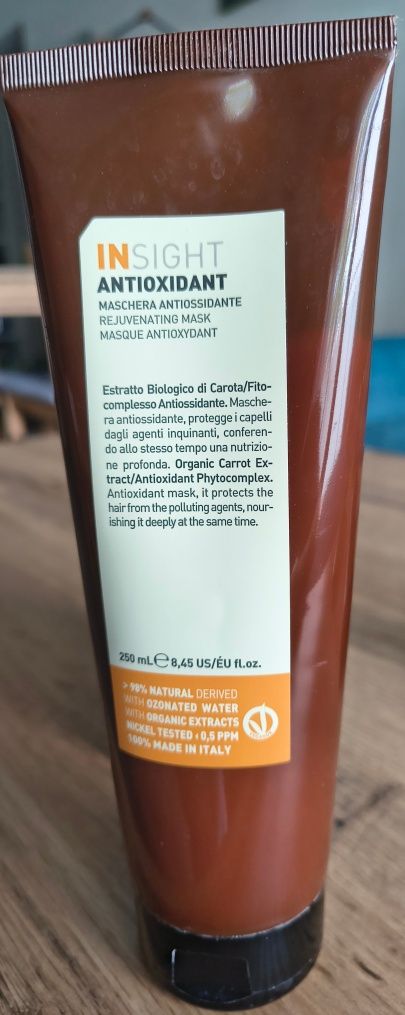 INSIGHT
ANTIOXIDANT
MASCHERA ANTIOSSIDANTE
REJUVENATING MASK
MASQUE ANTIOXYDANT
Estratto Biologico di Carota/Fito-
complesso Antiossidante. Masche-
ra antiossidante, protegge i capelli
dagli agenti inquinanti, conferen-
do allo stesso tempo una nutrizio-
ne profonda. Organic Carrot Ex-
tract/Antioxidant Phytocomplex.
Antioxidant mask, it protects the
hair from the polluting agents, nour-
ishing it deeply at the same time.
250 mL ℮ 8,45 US/ÉU fl.oz.
> 98% NATURAL DERIVED
WITH OZONATED WATER
WITH ORGANIC EXTRACTS
NICKEL TESTED < 0,5 PPM
100% MADE IN ITALY